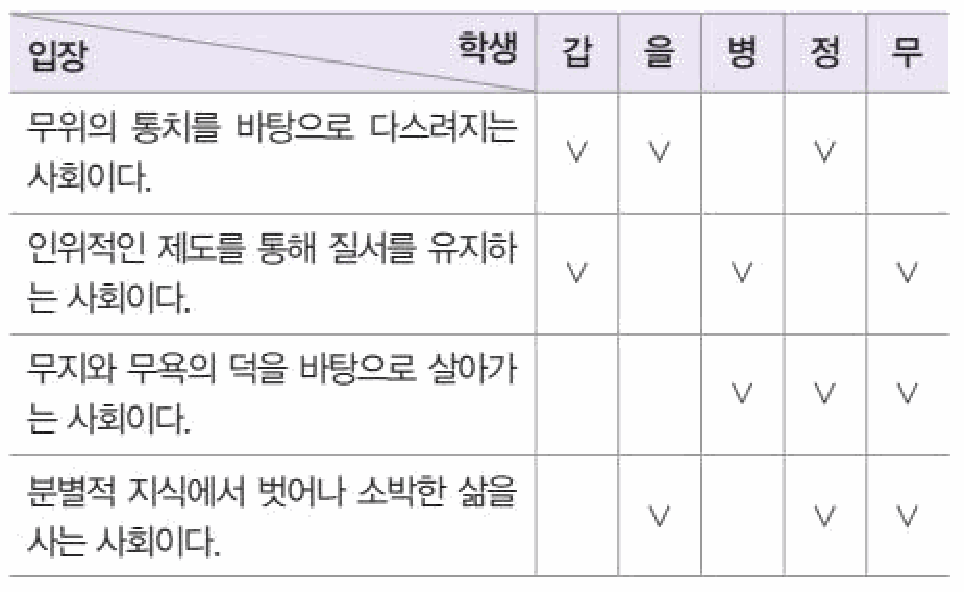 입장 학생 갑 을 병 정 무
무위의 통치를 바탕으로 다스려지는
사회이다. ∨ ∨ ∨
인위적인 제도를 통해 질서를 유지하
는 사회이다. ∨ ∨ ∨
무지와 무욕의 덕을 바탕으로 살아가
는 사회이다. ∨ ∨ ∨
분별적 지식에서 벗어나 소박한 삶을
사는 사회이다. ∨ ∨ ∨